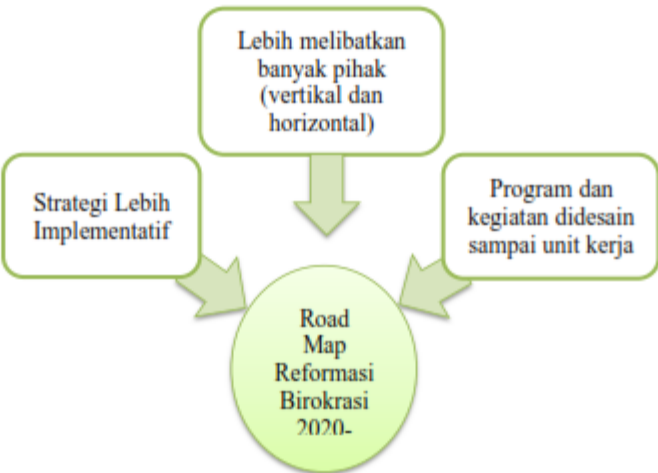 Lebih melibatkan
banyak pihak
(vertikal dan
horizontal)
Strategi Lebih
Implementatif
Program dan
kegiatan didesain
sampai unit kerja
Road
Map
Reformasi
Birokrasi
2020-